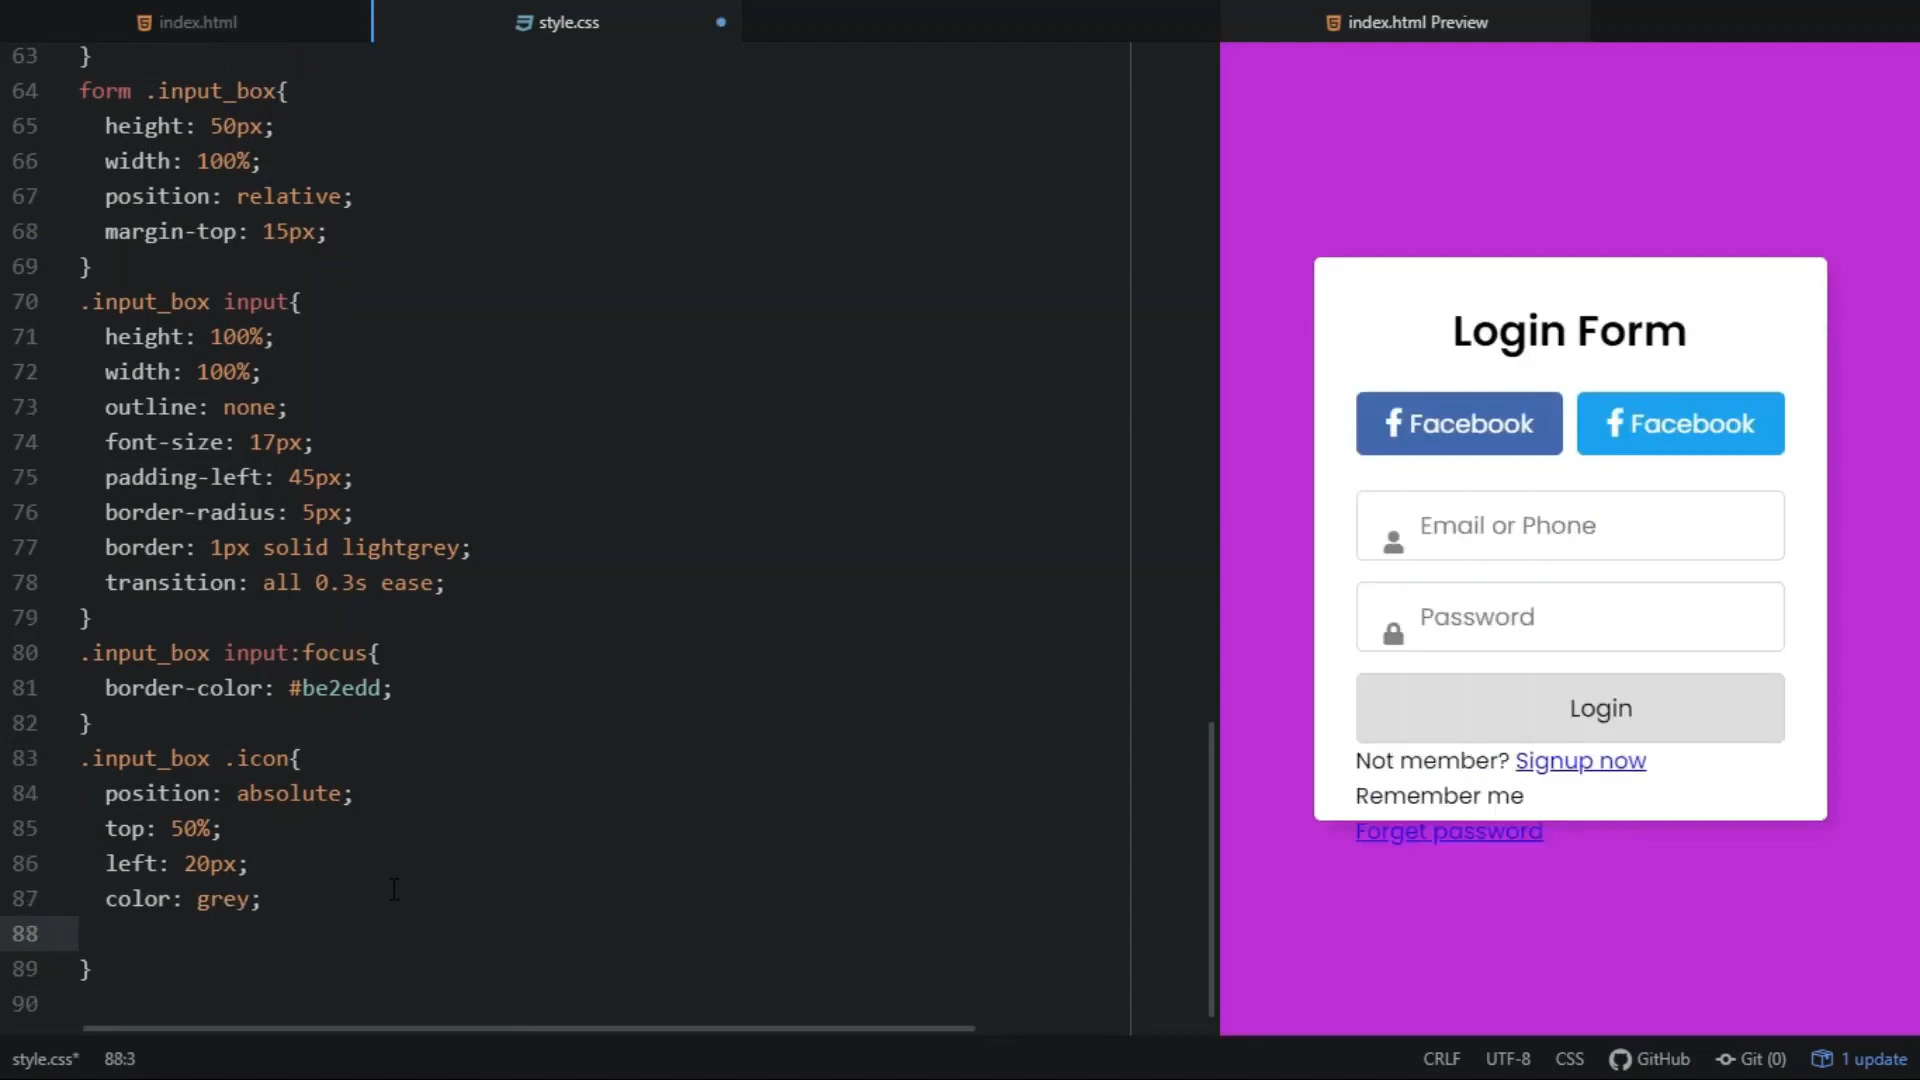 index.html
style.css
index.html Preview
63 }
64 form .input_box{
65 height: 50px;
66 width: 100%;
67 position: relative;
68 margin-top: 15px;
69 }
70 .input_box input{
71 height: 100%;
72 width: 100%;
73 outline: none;
74 font-size: 17px;
75 padding-left: 45px;
76 border-radius: 5px;
77 border: 1px solid lightgrey;
78 transition: all 0.3s ease;
79 }
80 .input_box input:focus{
81 border-color: #be2edd;
82 }
83 .input_box .icon{
84 position: absolute;
85 top: 50%;
86 left: 20px;
87 color: grey;
88
89 }
90
Login Form
Facebook
Facebook
Email or Phone
Password
Login
Not member? Signup now
Remember me
Forget password
style.css* 88:3
CRLF UTF-8 CSS GitHub Git (0) 1 update